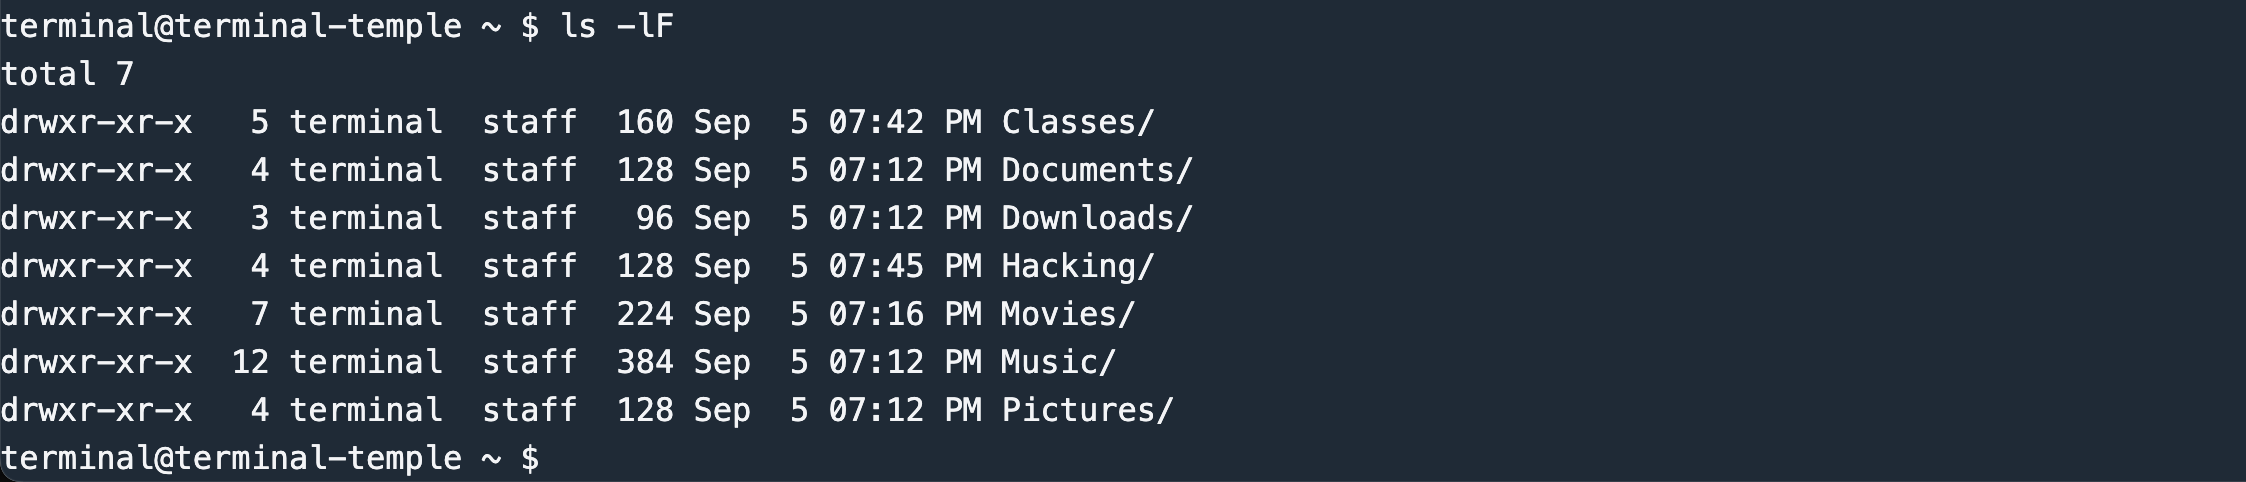 terminal@terminal-temple ~ $ ls -lF
total 7
drwxr-xr-x   5 terminal  staff  160 Sep  5 07:42 PM Classes/
drwxr-xr-x   4 terminal  staff  128 Sep  5 07:12 PM Documents/
drwxr-xr-x   3 terminal  staff   96 Sep  5 07:12 PM Downloads/
drwxr-xr-x   4 terminal  staff  128 Sep  5 07:45 PM Hacking/
drwxr-xr-x   7 terminal  staff  224 Sep  5 07:16 PM Movies/
drwxr-xr-x  12 terminal  staff  384 Sep  5 07:12 PM Music/
drwxr-xr-x   4 terminal  staff  128 Sep  5 07:12 PM Pictures/
terminal@terminal-temple ~ $